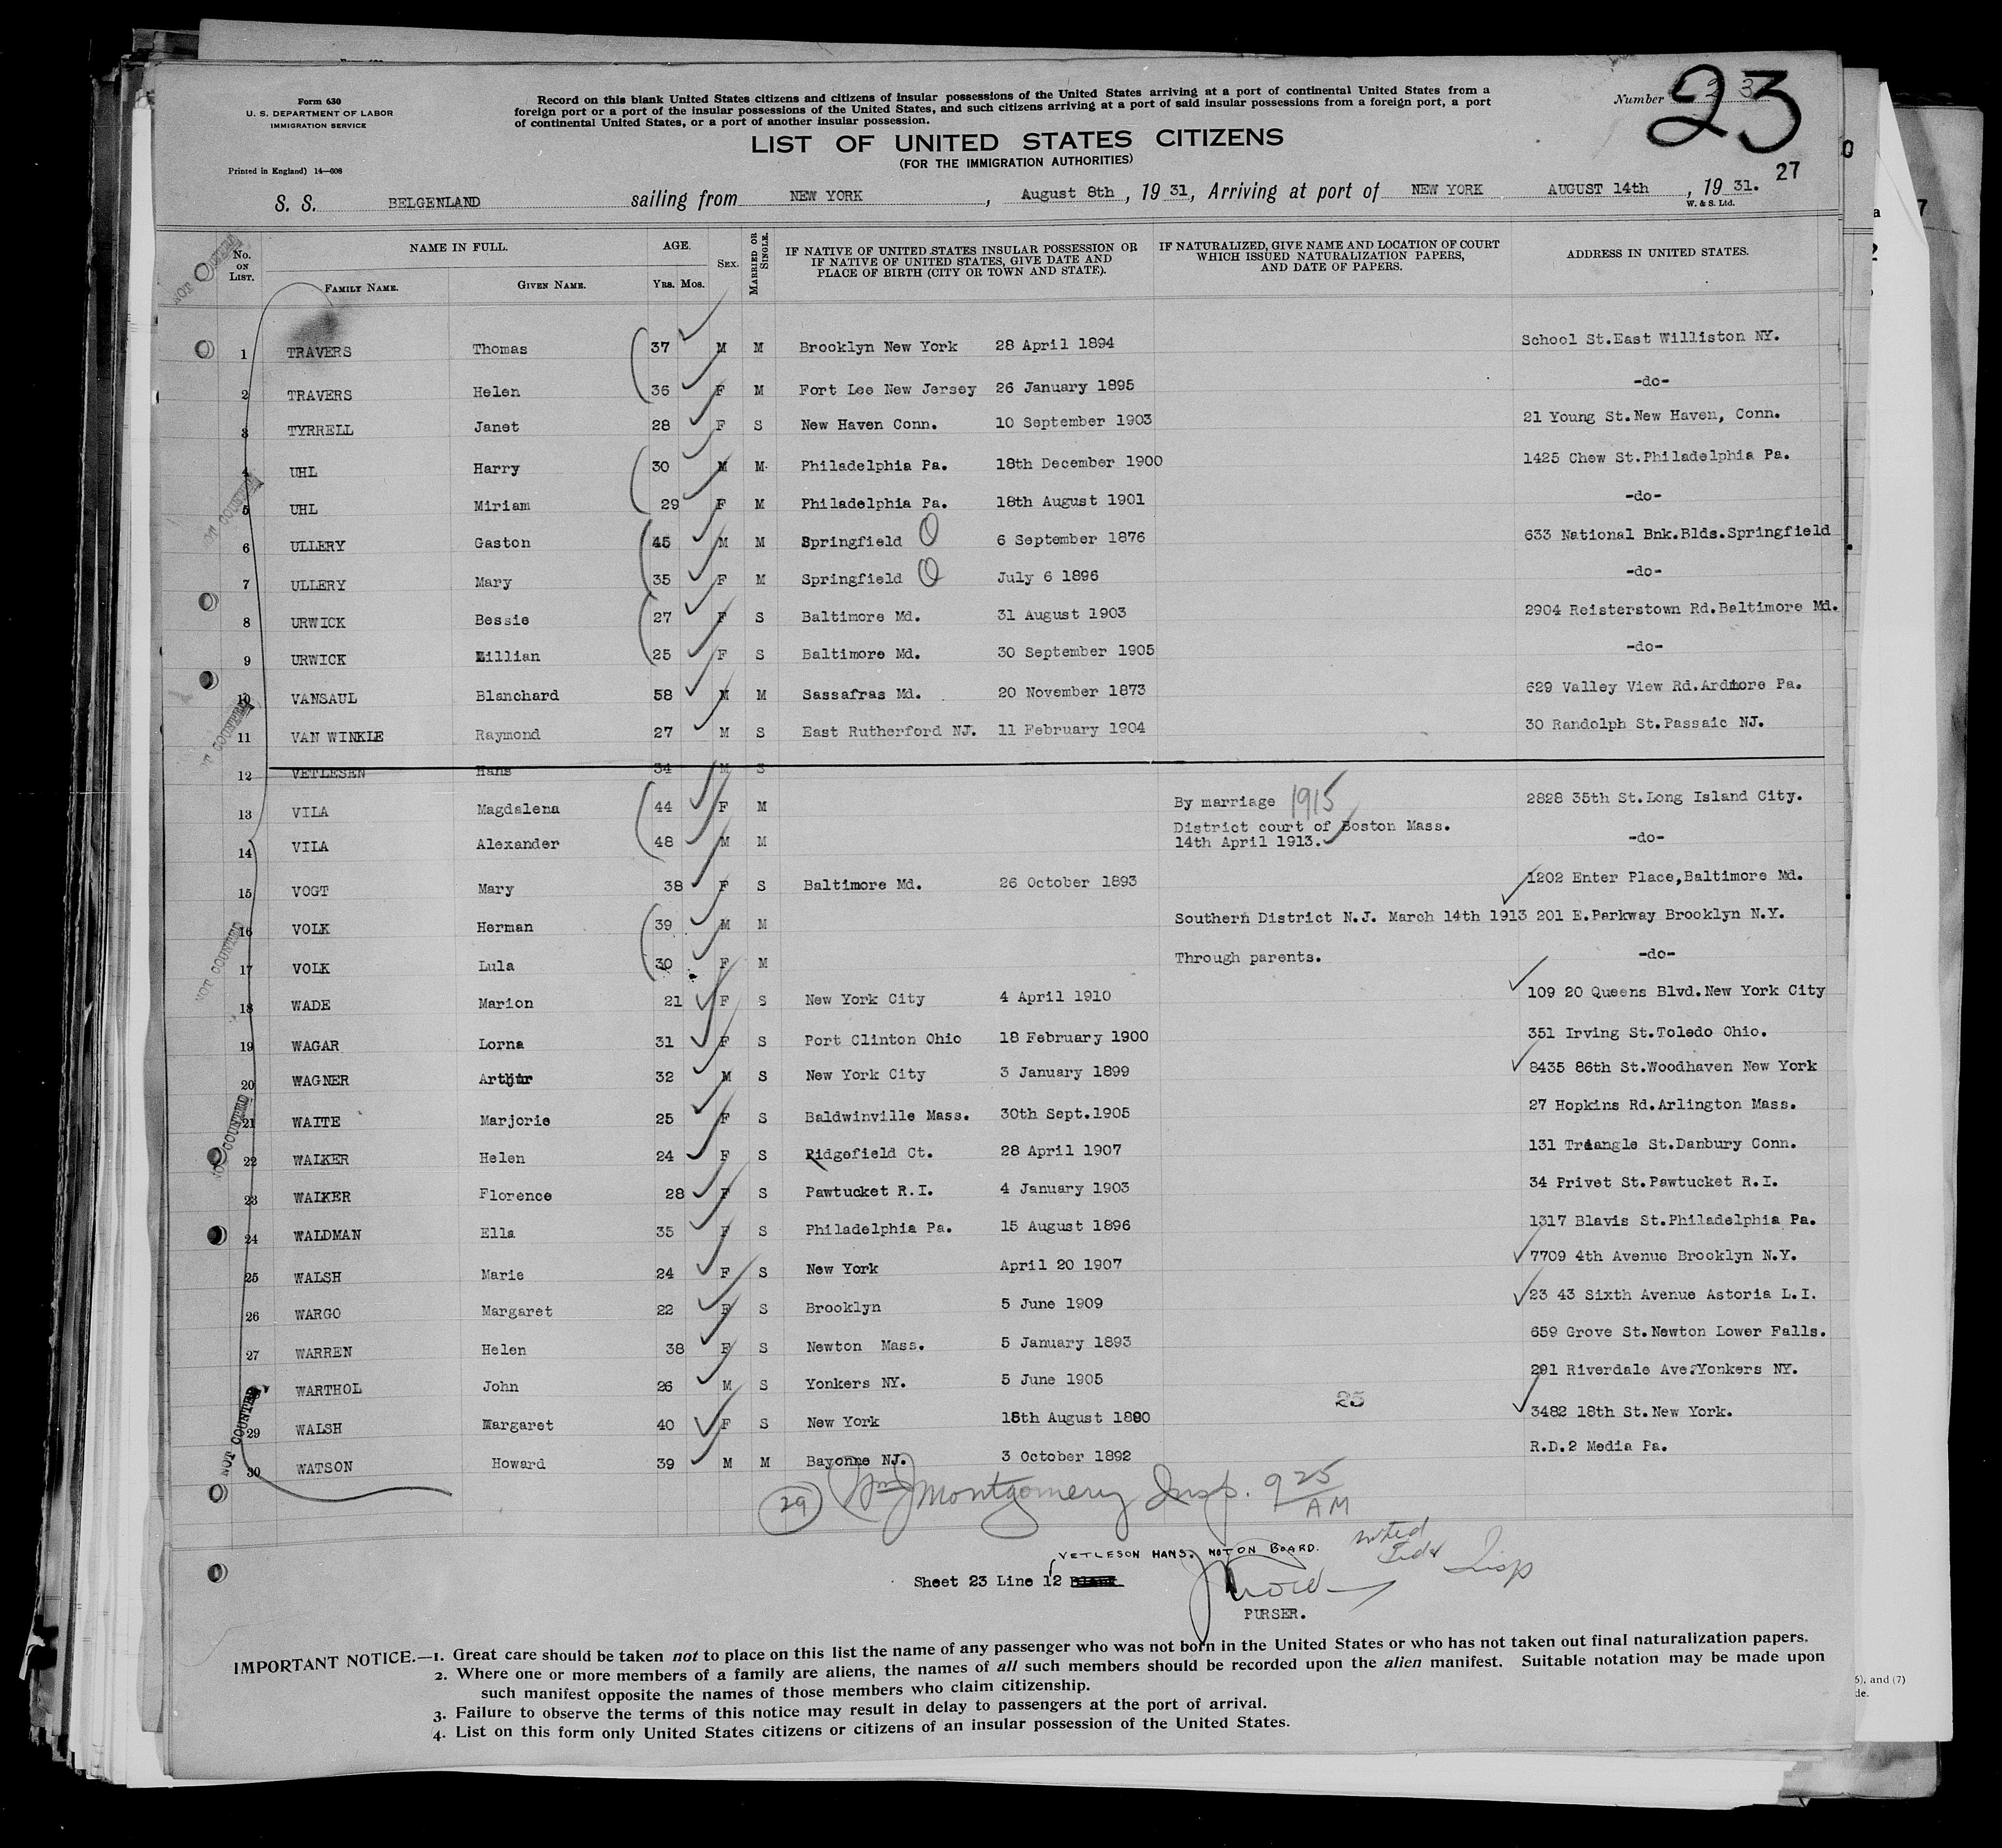 Form 630
U. S. DEPARTMENT OF LABOR
IMMIGRATION SERVICE
Printed in England) 14—608
Record on this blank United States citizens and citizens of insular possessions of the United States arriving at a port of continental United States from a
foreign port or a port of the insular possessions of the United States, and such citizens arriving at a port of said insular possessions from a foreign port, a port
of continental United States, or a port of another insular possession.
Number 23
23
LIST OF UNITED STATES CITIZENS
(FOR THE IMMIGRATION AUTHORITIES)
27
S. S. BELGENLAND sailing from NEW YORK, August 8th, 1931, Arriving at port of NEW YORK AUGUST 14th, 1931.
W. & S. Ltd.
No. ON LIST. NAME IN FULL. FAMILY NAME. GIVEN NAME. AGE. YRS. MOS. SEX. MARRIED OR SINGLE. IF NATIVE OF UNITED STATES INSULAR POSSESSION OR IF NATIVE OF UNITED STATES, GIVE DATE AND PLACE OF BIRTH (CITY OR TOWN AND STATE). IF NATURALIZED, GIVE NAME AND LOCATION OF COURT WHICH ISSUED NATURALIZATION PAPERS, AND DATE OF PAPERS. ADDRESS IN UNITED STATES.
1 TRAVERS Thomas 37 M M Brooklyn New York 28 April 1894 School St.East Williston NY.
2 TRAVERS Helen 36 F M Fort Lee New Jersey 26 January 1895 -do-
3 TYRRELL Janet 28 F S New Haven Conn. 10 September 1903 21 Young St.New Haven, Conn.
4 UHL Harry 30 M M Philadelphia Pa. 18th December 1900 1425 Chew St.Philadelphia Pa.
5 UHL Miriam 29 F M Philadelphia Pa. 18th August 1901 -do-
6 ULLERY Gaston 45 M M Springfield O 6 September 1876 633 National Bnk.Blds.Springfield
7 ULLERY Mary 35 F M Springfield O July 6 1896 -do-
8 URWICK Bessie 27 F S Baltimore Md. 31 August 1903 2904 Reisterstown Rd.Baltimore Md.
9 URWICK Lillian 25 F S Baltimore Md. 30 September 1905 -do-
10 VANSAUL Blanchard 58 M M Sassafras Md. 20 November 1873 629 Valley View Rd.Ardmore Pa.
11 VAN WINKLE Raymond 27 M S East Rutherford NJ. 11 February 1904 30 Randolph St.Passaic NJ.
12 VETLESEN Hans 34 M S
13 VILA Magdalena 44 F M By marriage 1915 2828 35th St.Long Island City.
14 VILA Alexander 48 M M District court of Boston Mass. 14th April 1913. -do-
15 VOGT Mary 38 F S Baltimore Md. 26 October 1893 1202 Enter Place,Baltimore Md.
16 VOLK Herman 39 M M Southern District N.J. March 14th 1913 201 E.Parkway Brooklyn N.Y.
17 VOLK Lula 30 F M Through parents. -do-
18 WADE Marion 21 F S New York City 4 April 1910 109 20 Queens Blvd.New York City
19 WAGAR Lorna 31 F S Port Clinton Ohio 18 February 1900 351 Irving St.Toledo Ohio.
20 WAGNER Arthur 32 M S New York City 3 January 1899 8435 86th St.Woodhaven New York
21 WAITE Marjorie 25 F S Baldwinville Mass. 30th Sept.1905 27 Hopkins Rd.Arlington Mass.
22 WALKER Helen 24 F S Ridgefield Ct. 28 April 1907 131 Triangle St.Danbury Conn.
23 WALKER Florence 28 F S Pawtucket R.I. 4 January 1903 34 Privet St.Pawtucket R.I.
24 WALDMAN Ella 35 F S Philadelphia Pa. 15 August 1896 1317 Blavis St.Philadelphia Pa.
25 WALSH Marie 24 F S New York April 20 1907 7709 4th Avenue Brooklyn N.Y.
26 WARGO Margaret 22 F S Brooklyn 5 June 1909 23 43 Sixth Avenue Astoria L.I.
27 WARREN Helen 38 F S Newton Mass. 5 January 1893 659 Grove St.Newton Lower Falls.
WARTHOL John 26 M S Yonkers NY. 5 June 1905 291 Riverdale Ave.Yonkers NY.
23
29 WALSH Margaret 40 F S New York 15th August 1890 3482 18th St.New York.
30 WATSON Howard 39 M M Bayonne NJ. 3 October 1892 R.D.2 Media Pa.
NOT COUNTED
NOT COUNTED
NOT COUNTED
NOT COUNTED
NOT COUNTED
NOT COUNTED
29 Wm J Montgomery Insp. 9 25 AM
VETLESON HANS. NOT ON BOARD.
Sheet 23 Line 12
Insp
PURSER.
IMPORTANT NOTICE.—1. Great care should be taken not to place on this list the name of any passenger who was not born in the United States or who has not taken out final naturalization papers.
2. Where one or more members of a family are aliens, the names of all such members should be recorded upon the alien manifest. Suitable notation may be made upon
such manifest opposite the names of those members who claim citizenship.
3. Failure to observe the terms of this notice may result in delay to passengers at the port of arrival.
4. List on this form only United States citizens or citizens of an insular possession of the United States.
6), and (7)
de.